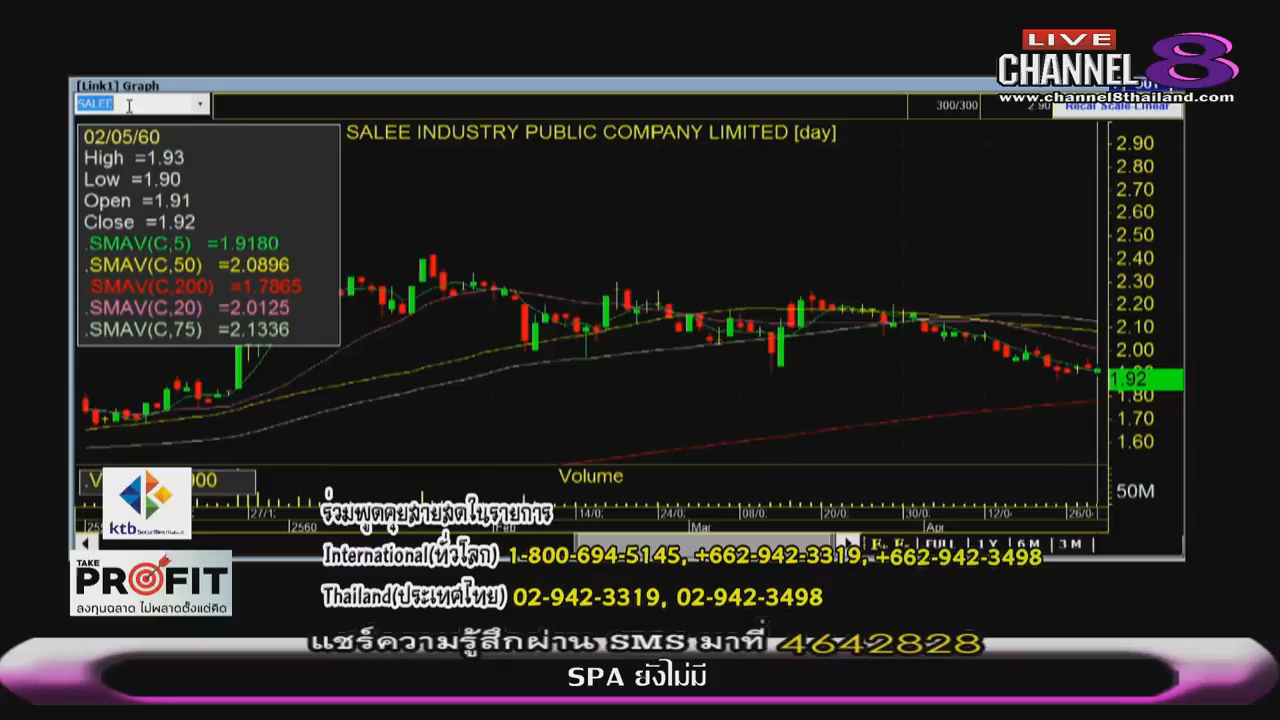 LIVE
CHANNEL 8
www.channel8thailand.com
[Link1] Graph
SALEE
300/300
2.90
Recal Scale-Linear
SALEE INDUSTRY PUBLIC COMPANY LIMITED [day]
02/05/60
High =1.93
Low =1.90
Open =1.91
Close =1.92
.SMAV(C,5) =1.9180
.SMAV(C,50) =2.0896
.SMAV(C,200) =1.7865
.SMAV(C,20) =2.0125
.SMAV(C,75) =2.1336
2.90
2.80
2.70
2.60
2.50
2.40
2.30
2.20
2.10
2.00
1.92
1.80
1.70
1.60
Volume
50M
27/1
24/0
08/0
30/0
12/0
26/0
2560
Feb
Mar
Apr
FULL 1 Y 6 M 3 M
ktb
ร่วมพูดคุยสายสดในรายการ
International(ทั่วโลก) 1-800-694-5145, +662-942-3319, +662-942-3498
Thailand(ประเทศไทย) 02-942-3319, 02-942-3498
TAKE
PROFIT
ลงทุนฉลาด ไม่พลาดตั้งแต่คิด
แชร์ความรู้สึกผ่าน SMS มาที่ 4642828
SPA ยังไม่มี